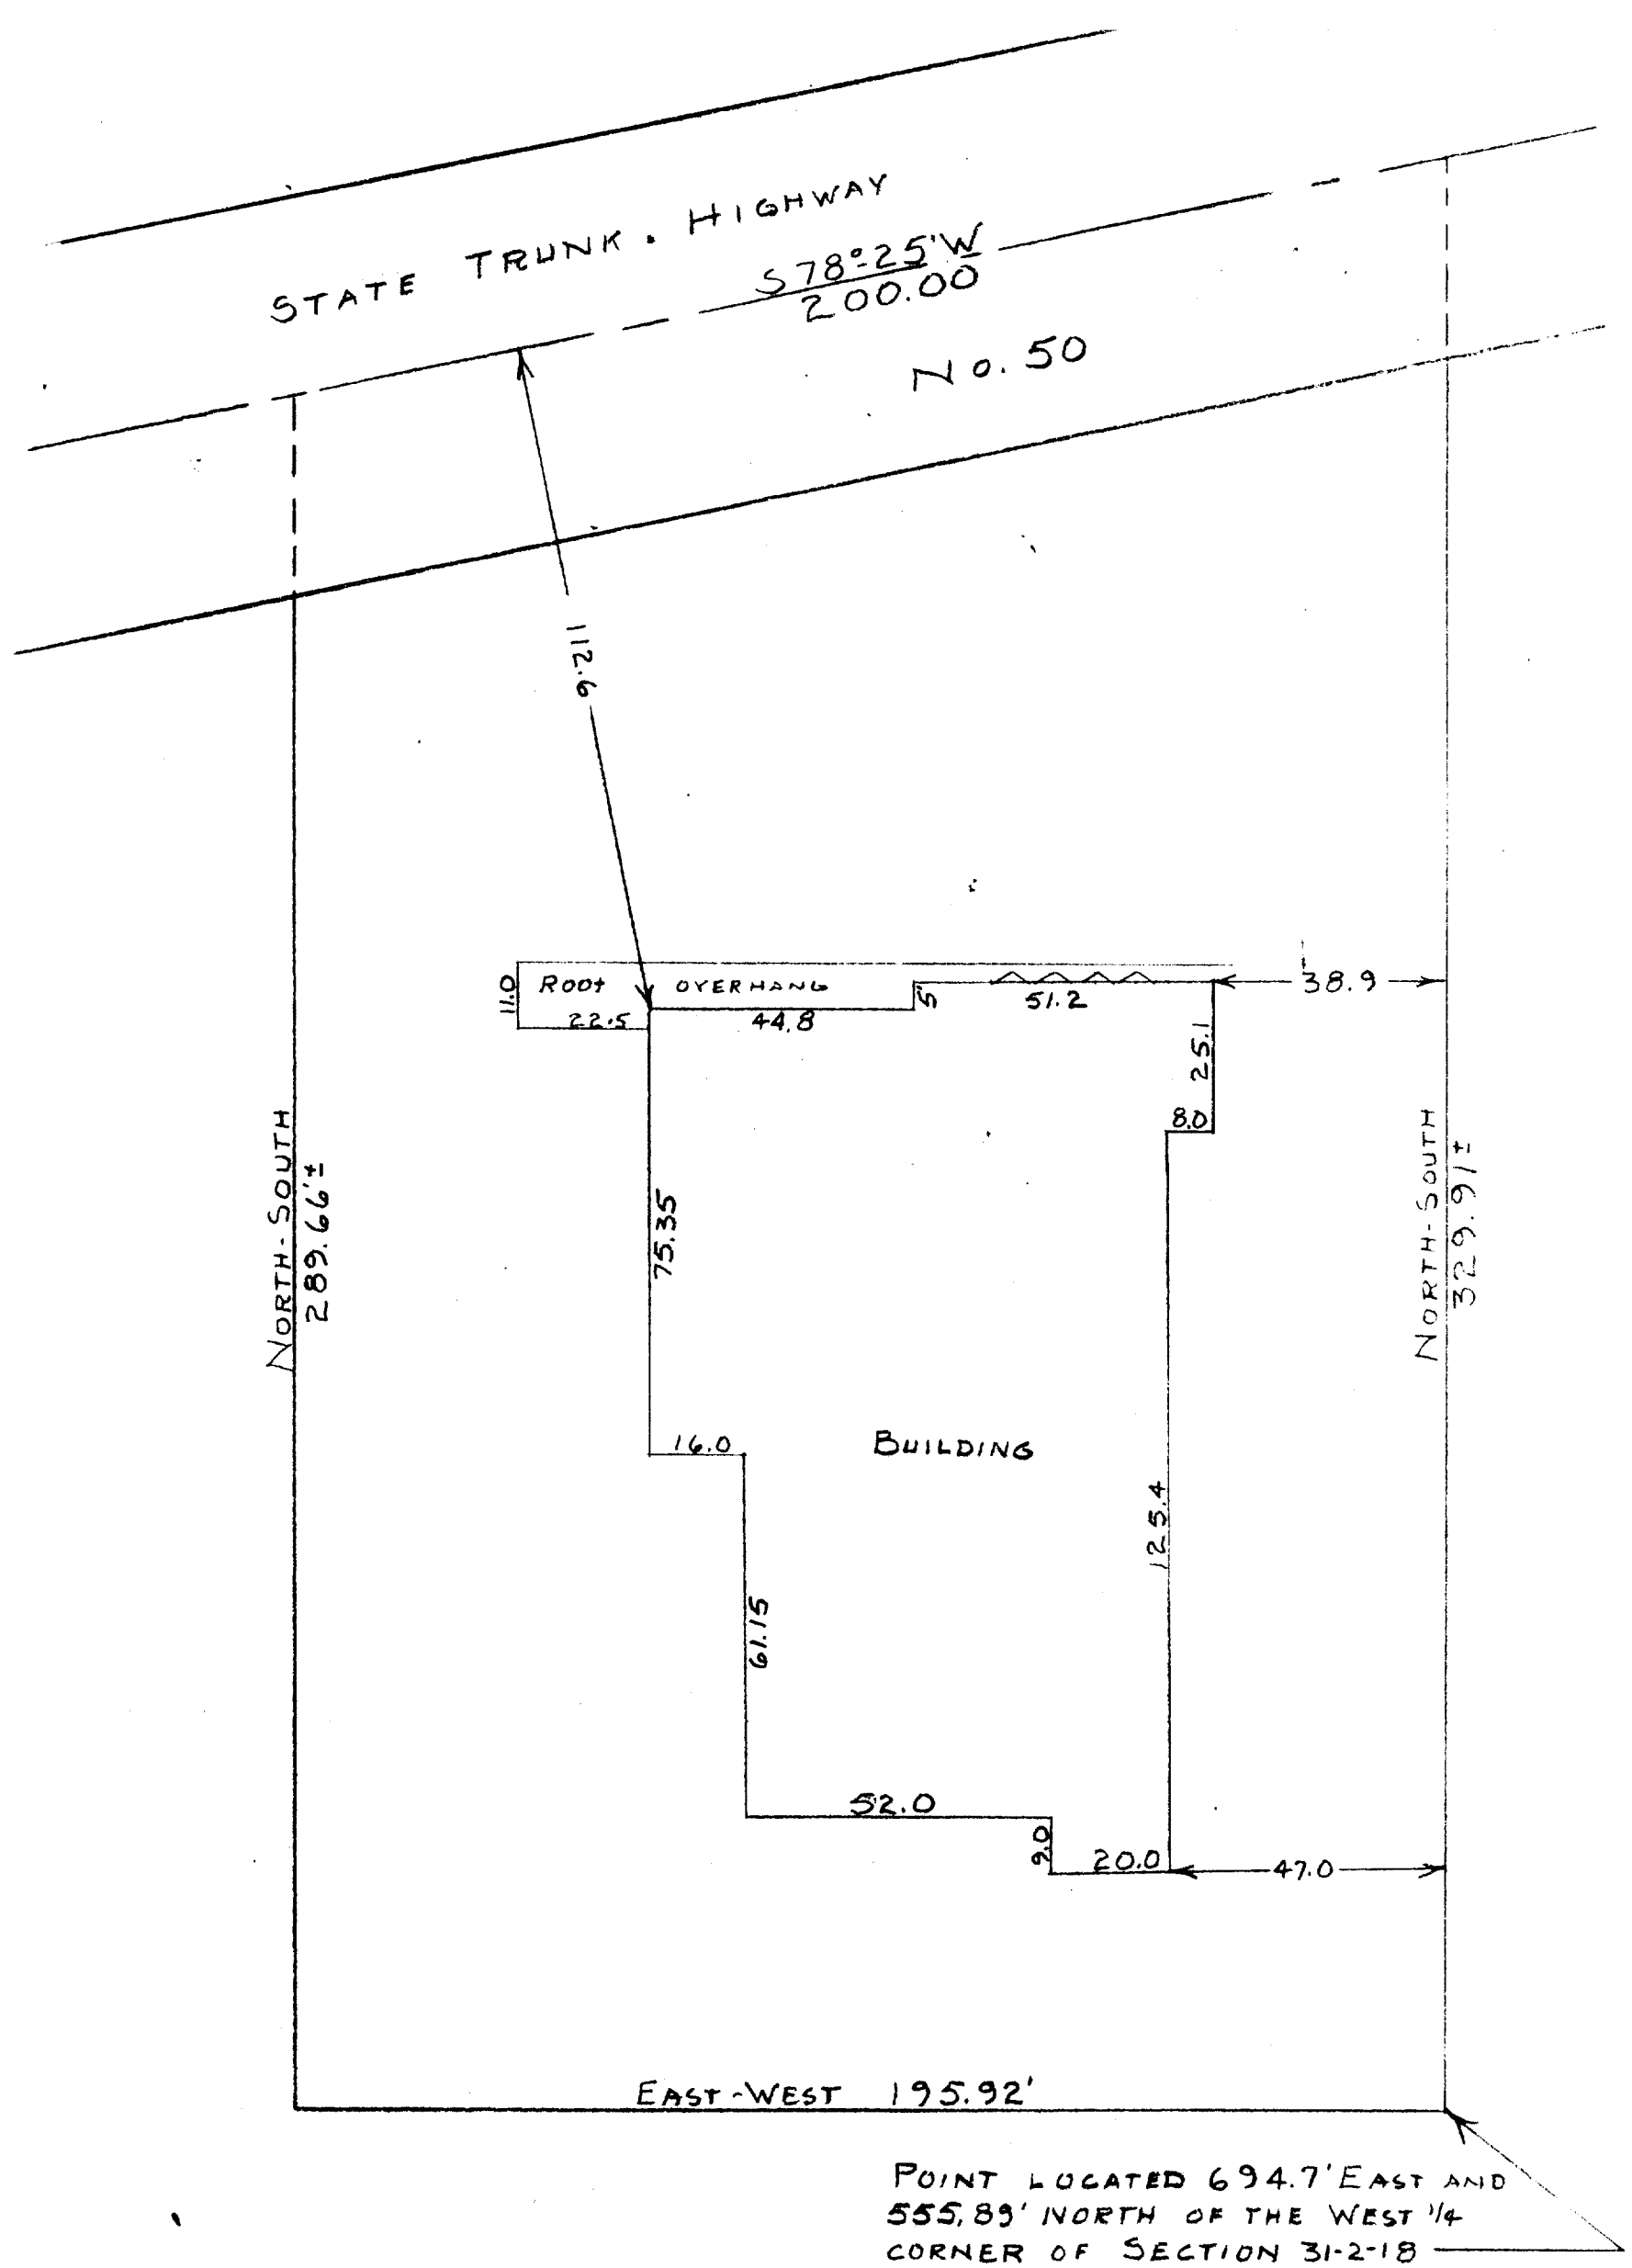 STATE TRUNK. HIGHWAY
S 78°25'W
200.00
No. 50
112.6
11.0
ROOF OVERHANG
22.5
44.8
5
51.2
38.9
25.1
8.0
NORTH-SOUTH
289.66'±
75.35
NORTH-SOUTH
329.91±
16.0
BUILDING
125.4
61.15
52.0
9.0
20.0
47.0
EAST-WEST 195.92'
POINT LOCATED 694.7' EAST AND
555.89' NORTH OF THE WEST 1/4
CORNER OF SECTION 31-2-18